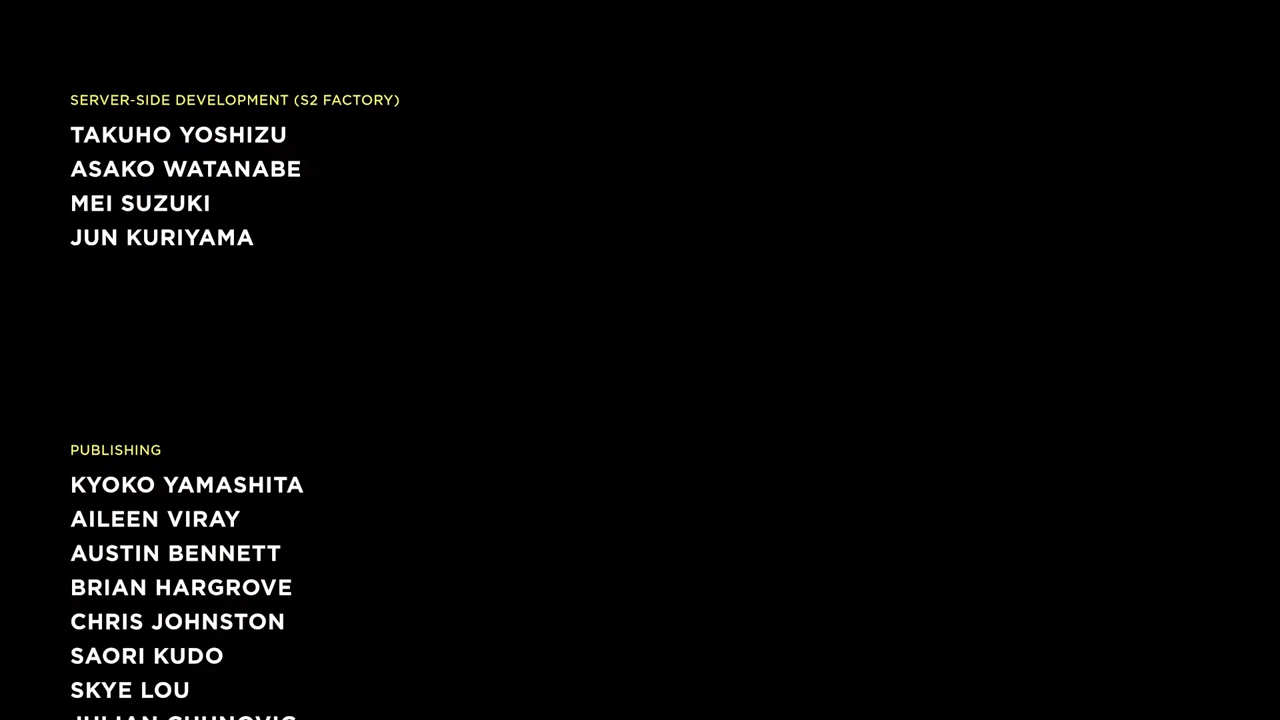 SERVER-SIDE DEVELOPMENT (S2 FACTORY)
TAKUHO YOSHIZU
ASAKO WATANABE
MEI SUZUKI
JUN KURIYAMA
PUBLISHING
KYOKO YAMASHITA
AILEEN VIRAY
AUSTIN BENNETT
BRIAN HARGROVE
CHRIS JOHNSTON
SAORI KUDO
SKYE LOU
JULIAN